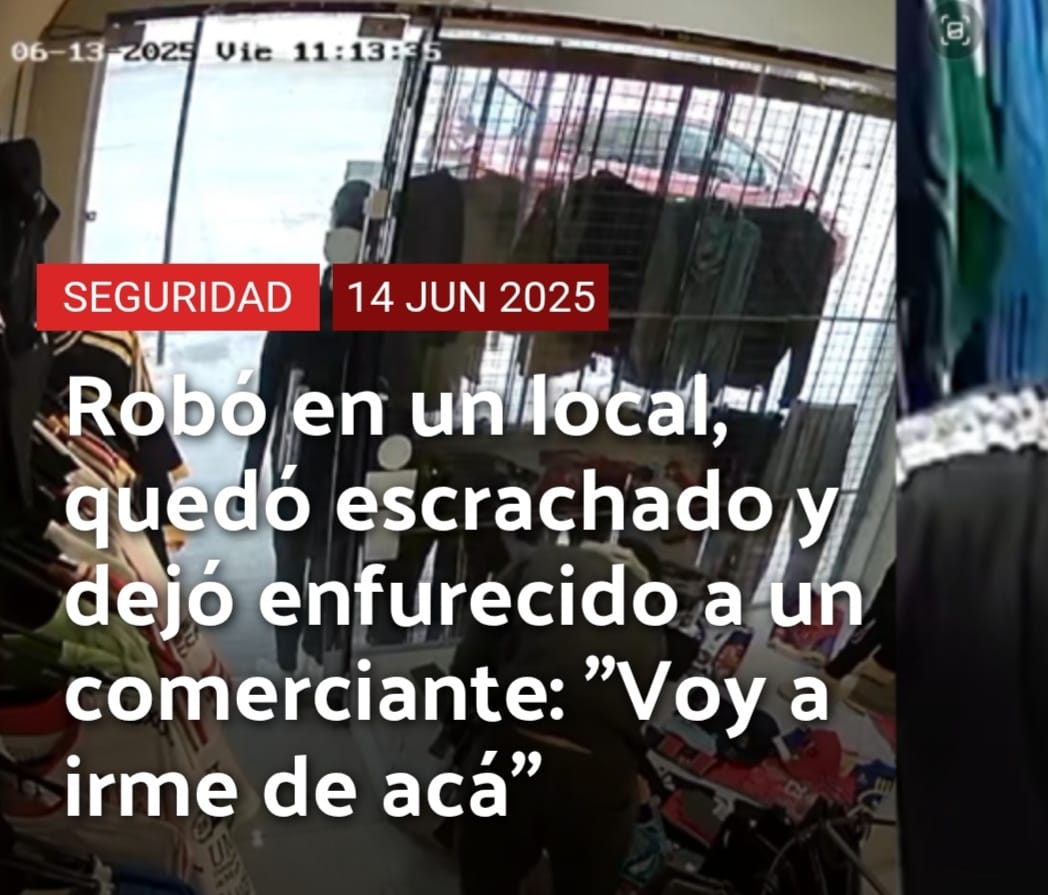 06-13-2025 Vie 11:13:35
SEGURIDAD 14 JUN 2025
Robó en un local,
quedó escrachado y
dejó enfurecido a un
comerciante: ”Voy a
irme de acá”